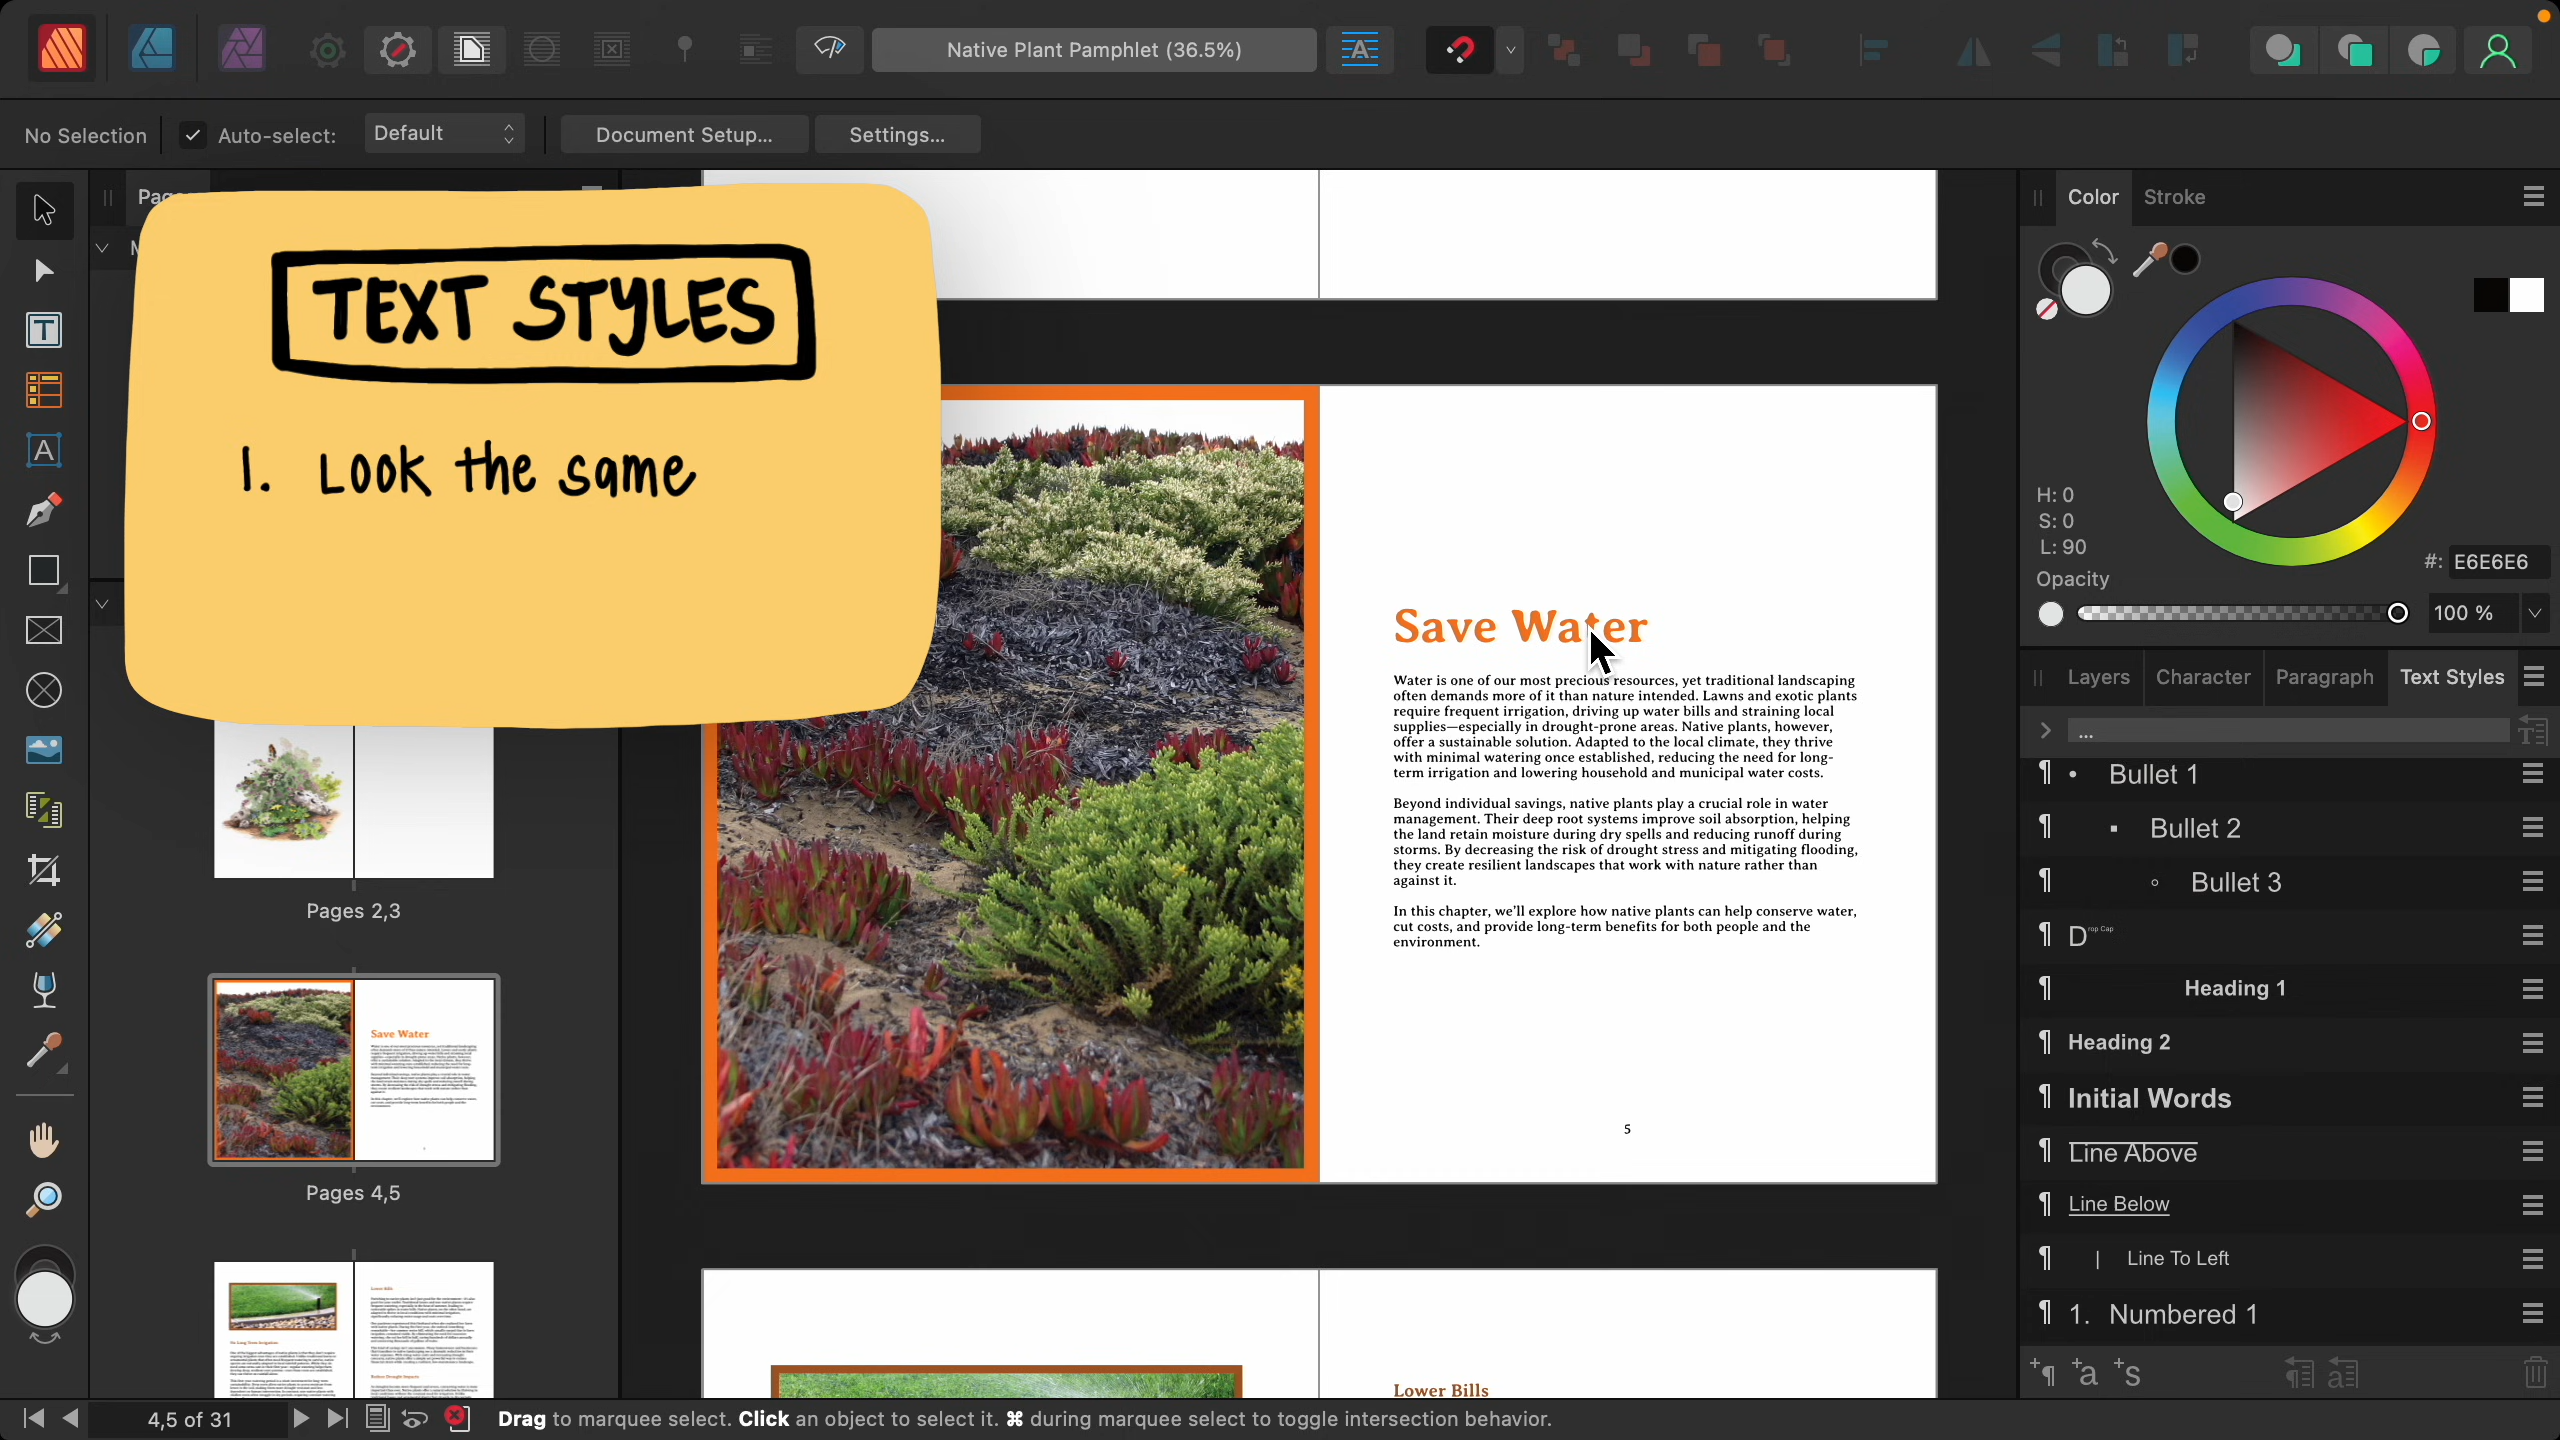 Native Plant Pamphlet (36.5%)
No Selection
Auto-select:
Default
Document Setup...
Settings...
TEXT STYLES
1. Look the same
Pages 2,3
Save Water
Pages 4,5
Save Water
Water is one of our most precious resources, yet traditional landscaping
often demands more of it than nature intended. Lawns and exotic plants
require frequent irrigation, driving up water bills and straining local
supplies—especially in drought-prone areas. Native plants, however,
offer a sustainable solution. Adapted to the local climate, they thrive
with minimal watering once established, reducing the need for long-
term irrigation and lowering household and municipal water costs.
Beyond individual savings, native plants play a crucial role in water
management. Their deep root systems improve soil absorption, helping
the land retain moisture during dry spells and reducing runoff during
storms. By decreasing the risk of drought stress and mitigating flooding,
they create resilient landscapes that work with nature rather than
against it.
In this chapter, we'll explore how native plants can help conserve water,
cut costs, and provide long-term benefits for both people and the
environment.
5
Lower Bills
Color
Stroke
H: 0
S: 0
L: 90
#: E6E6E6
Opacity
100 %
Layers
Character
Paragraph
Text Styles
...
¶ • Bullet 1
¶ ▪ Bullet 2
¶ ◦ Bullet 3
¶ Drop Cap
¶ Heading 1
¶ Heading 2
¶ Initial Words
¶ Line Above
¶ Line Below
¶ | Line To Left
¶ 1. Numbered 1
4,5 of 31
Drag to marquee select. Click an object to select it. ⌘ during marquee select to toggle intersection behavior.